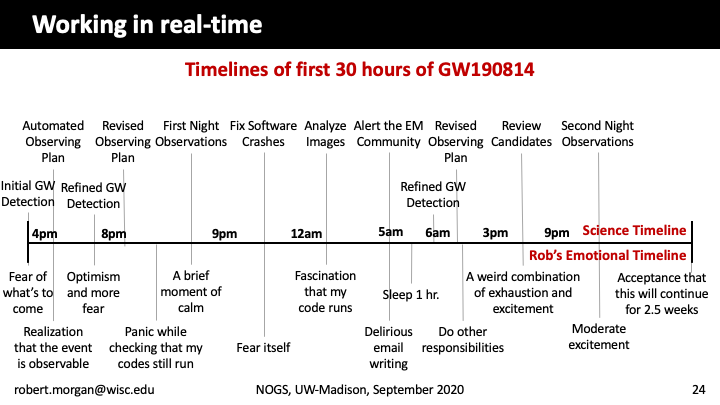 Working in real-time
Timelines of first 30 hours of GW190814
Automated
Observing
Plan
Revised
Observing
Plan
First Night
Observations
Fix Software
Crashes
Analyze
Images
Alert the EM
Community
Revised
Observing
Plan
Review
Candidates
Second Night
Observations
Initial GW
Detection
Refined GW
Detection
Refined GW
Detection
4pm
8pm
9pm
12am
5am
6am
3pm
9pm
Science Timeline
Rob's Emotional Timeline
Fear of
what's to
come
Optimism
and more
fear
A brief
moment of
calm
Fascination
that my
code runs
Sleep 1 hr.
A weird combination
of exhaustion and
excitement
Acceptance that
this will continue
for 2.5 weeks
Realization
that the event
is observable
Panic while
checking that my
codes still run
Fear itself
Delirious
email
writing
Do other
responsibilities
Moderate
excitement
robert.morgan@wisc.edu
NOGS, UW-Madison, September 2020
24